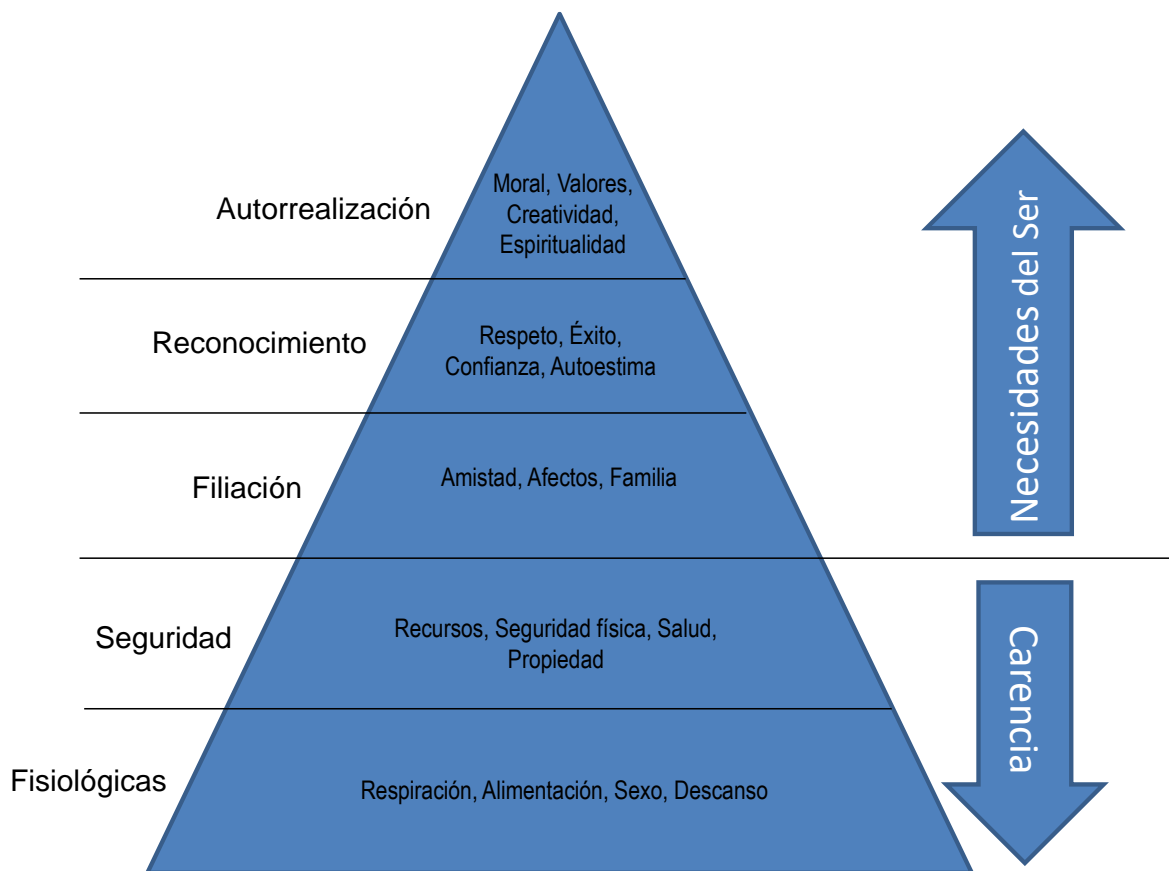 Autorrealización
Moral, Valores,
Creatividad,
Espiritualidad
Reconocimiento
Respeto, Éxito,
Confianza, Autoestima
Filiación
Amistad, Afectos, Familia
Necesidades del Ser
Seguridad
Recursos, Seguridad física, Salud,
Propiedad
Fisiológicas
Respiración, Alimentación, Sexo, Descanso
Carencia